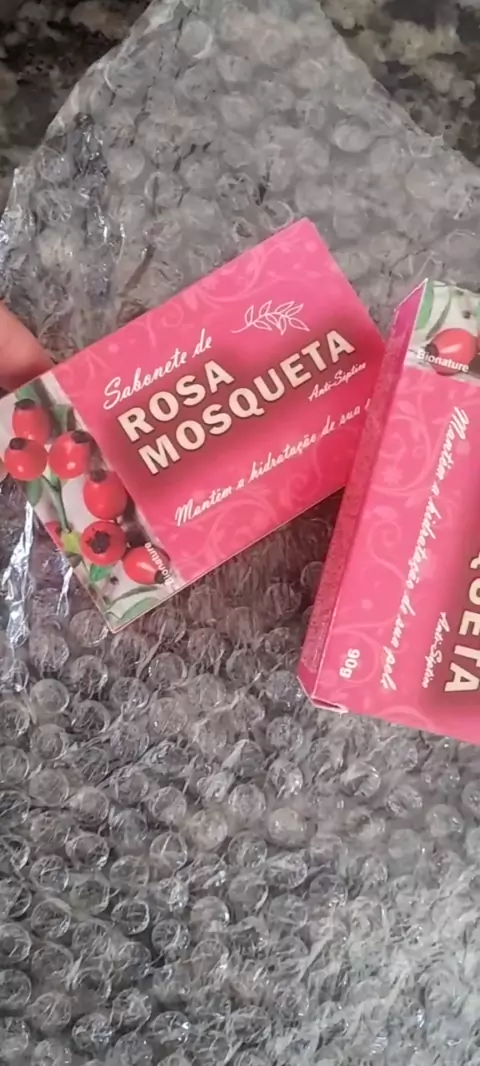 Sabonete de
ROSA
MOSQUETA
Anti-Séptico
Mantém a hidratação de sua
Bionature
Bionature
Mantém a hidratação de sua pele
Anti-Séptico
90g